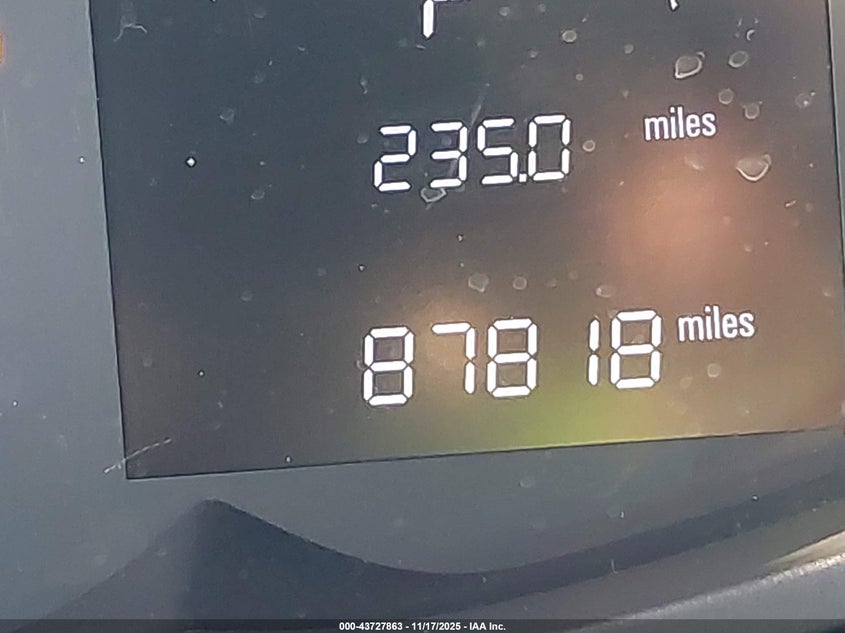 235.0 miles
87818 miles
000-43727863 - 11/17/2025 - IAA Inc.